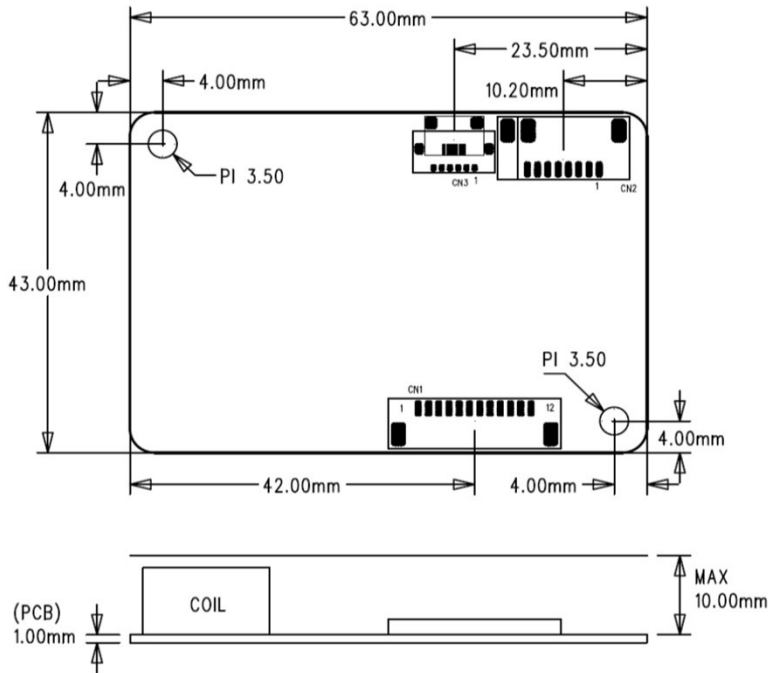 63.00mm
23.50mm
4.00mm
10.20mm
PI 3.50
4.00mm
CN3 1
1 CN2
43.00mm
PI 3.50
CN1
1 12
4.00mm
42.00mm
4.00mm
COIL
(PCB)
1.00mm
MAX
10.00mm